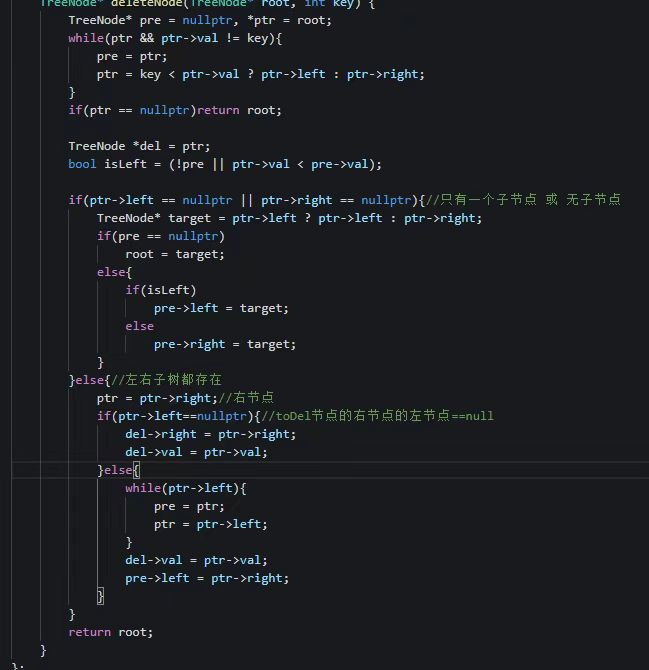 TreeNode* deleteNode(TreeNode* root, int key) {
TreeNode* pre = nullptr, *ptr = root;
while(ptr && ptr->val != key){
pre = ptr;
ptr = key < ptr->val ? ptr->left : ptr->right;
}
if(ptr == nullptr)return root;
TreeNode *del = ptr;
bool isLeft = (!pre || ptr->val < pre->val);
if(ptr->left == nullptr || ptr->right == nullptr){//只有一个子节点 或 无子节点
TreeNode* target = ptr->left ? ptr->left : ptr->right;
if(pre == nullptr)
root = target;
else{
if(isLeft)
pre->left = target;
else
pre->right = target;
}
}else{//左右子树都存在
ptr = ptr->right;//右节点
if(ptr->left==nullptr){//toDel节点的右节点的左节点==null
del->right = ptr->right;
del->val = ptr->val;
}else{
while(ptr->left){
pre = ptr;
ptr = ptr->left;
}
del->val = ptr->val;
pre->left = ptr->right;
}
}
return root;
}
};